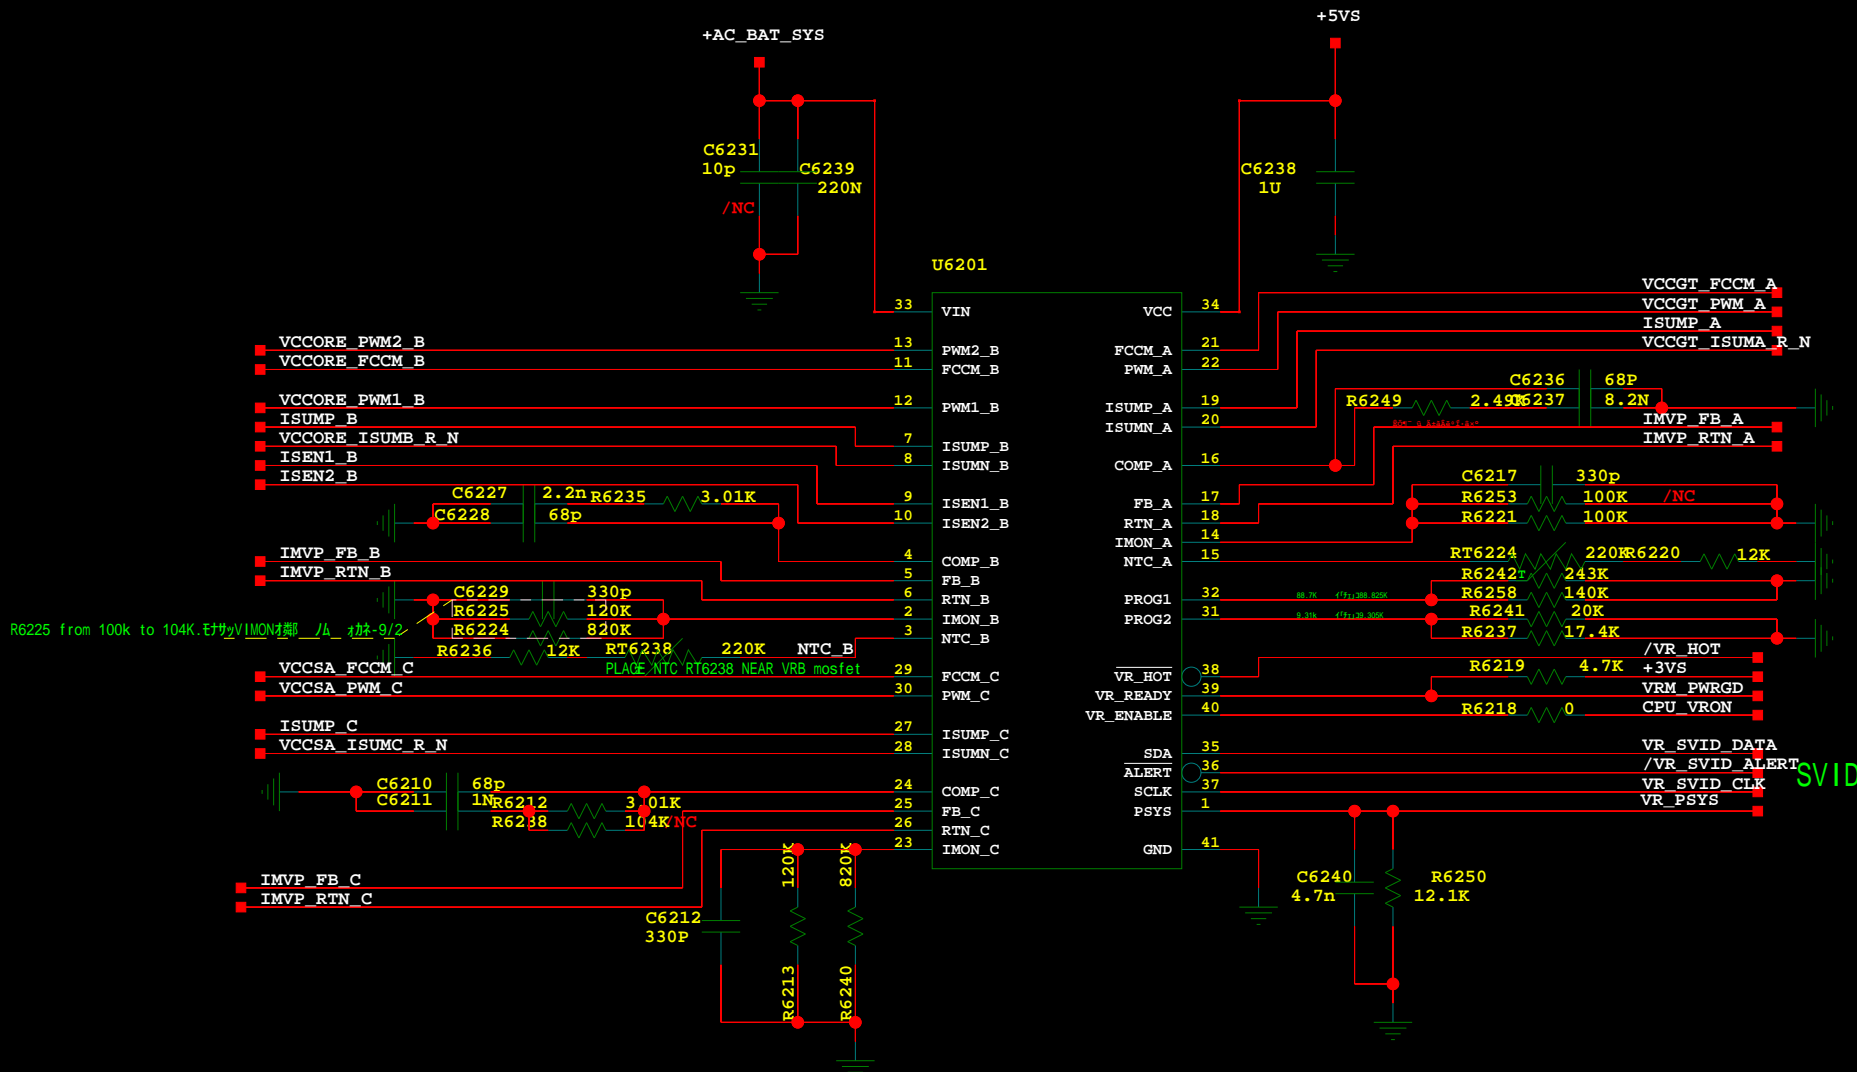 +5VS
+AC_BAT_SYS
C6231
10p
C6239
220N
/NC
C6238
1U
U6201
33 VIN
VCC 34
VCCGT_FCCM_A
VCCGT_PWM_A
ISUMP_A
VCCGT_ISUMA_R_N
VCCORE_PWM2_B 13 PWM2_B
VCCORE_FCCM_B 11 FCCM_B
VCCORE_PWM1_B 12 PWM1_B
ISUMP_B 7 ISUMP_B
VCCORE_ISUMB_R_N 8 ISUMN_B
ISEN1_B 9 ISEN1_B
ISEN2_B 10 ISEN2_B
FCCM_A 21
PWM_A 22
ISUMP_A 19
ISUMN_A 20
COMP_A 16
FB_A 17
RTN_A 18
IMON_A 14
NTC_A 15
C6236 68P
R6249 2.49K C6237 8.2N
IMVP_FB_A
IMVP_RTN_A
C6227 2.2n R6235 3.01K
C6228 68p
C6217 330p
R6253 100K /NC
R6221 100K
RT6224 220K R6220 12K
R6242 T 243K
R6258 140K
R6241 20K
R6237 17.4K
4 COMP_B
IMVP_FB_B 5 FB_B
IMVP_RTN_B 6 RTN_B
2 IMON_B
3 NTC_B
C6229 330p
R6225 120K
R6224 820K
R6236 12K RT6238 220K NTC_B
PLACE NTC RT6238 NEAR VRB mosfet
PROG1 32
PROG2 31
88.7K
9.31k
VCCSA_FCCM_C 29 FCCM_C
VCCSA_PWM_C 30 PWM_C
VR_HOT 38 /VR_HOT
R6219 4.7K +3VS
VR_READY 39 VRM_PWRGD
VR_ENABLE 40 R6218 0 CPU_VRON
ISUMP_C 27 ISUMP_C
VCCSA_ISUMC_R_N 28 ISUMN_C
SDA 35 VR_SVID_DATA
ALERT 36 /VR_SVID_ALERT
SCLK 37 VR_SVID_CLK
PSYS 1 VR_PSYS
SVID
C6210 68p
C6211 1N
R6212 3.01K
R6238 104K /NC
24 COMP_C
25 FB_C
26 RTN_C
23 IMON_C
GND 41
IMVP_FB_C
IMVP_RTN_C
120K
820K
C6212
330P
R6213
R6240
C6240
4.7n
R6250
12.1K